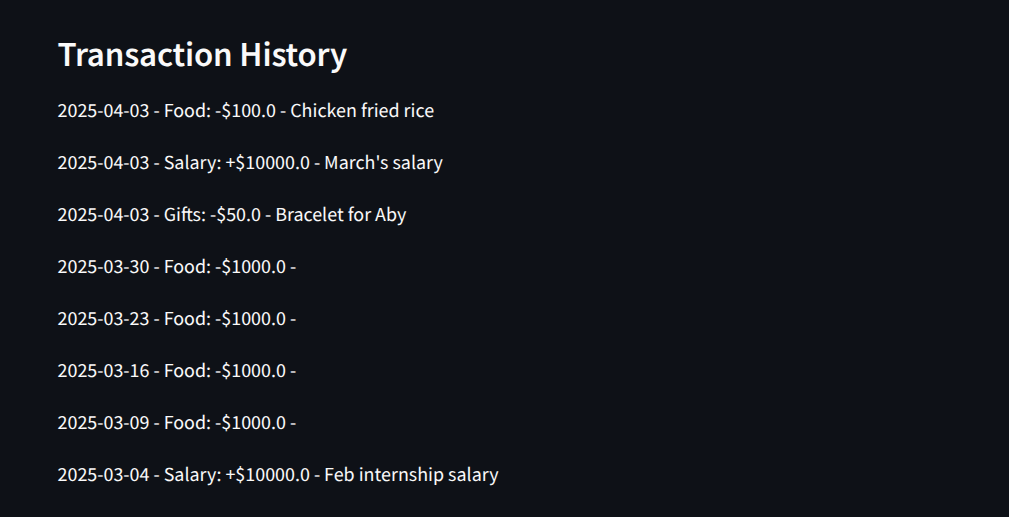 Transaction History
2025-04-03 - Food: -$100.0 - Chicken fried rice
2025-04-03 - Salary: +$10000.0 - March's salary
2025-04-03 - Gifts: -$50.0 - Bracelet for Aby
2025-03-30 - Food: -$1000.0 -
2025-03-23 - Food: -$1000.0 -
2025-03-16 - Food: -$1000.0 -
2025-03-09 - Food: -$1000.0 -
2025-03-04 - Salary: +$10000.0 - Feb internship salary